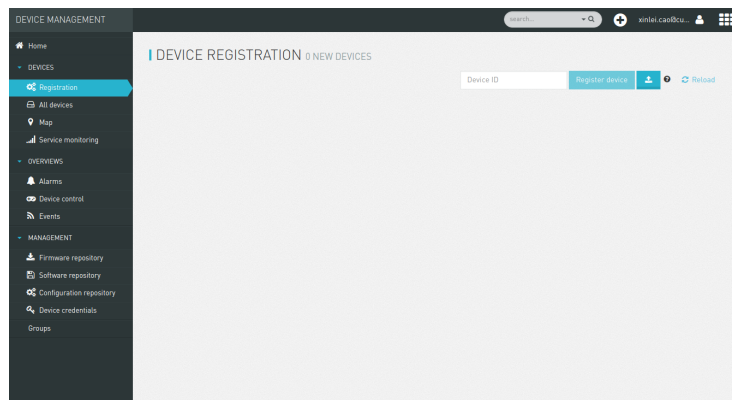 DEVICE MANAGEMENT
search...
xinlei.cao@cu...
Home
DEVICES
Registration
All devices
Map
Service monitoring
OVERVIEWS
Alarms
Device control
Events
MANAGEMENT
Firmware repository
Software repository
Configuration repository
Device credentials
Groups
DEVICE REGISTRATION 0 NEW DEVICES
Device ID
Register device
Reload